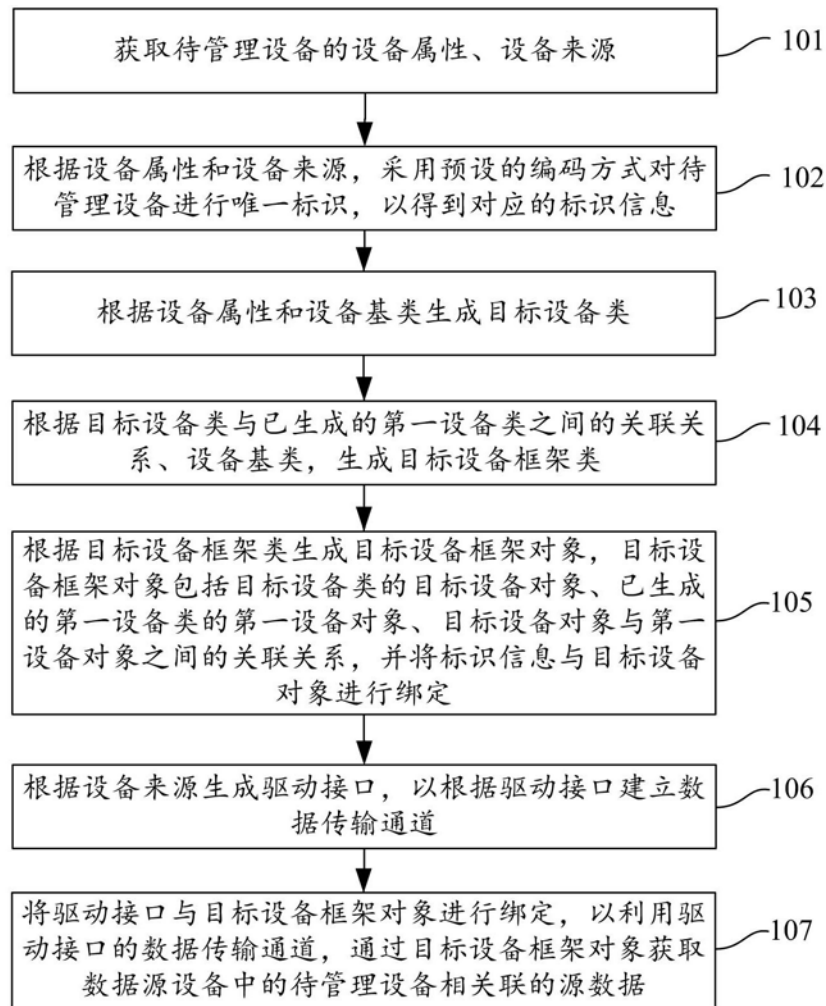 获取待管理设备的设备属性、设备来源
101
根据设备属性和设备来源，采用预设的编码方式对待
管理设备进行唯一标识，以得到对应的标识信息
102
根据设备属性和设备基类生成目标设备类
103
根据目标设备类与已生成的第一设备类之间的关联关
系、设备基类，生成目标设备框架类
104
根据目标设备框架类生成目标设备框架对象，目标设
备框架对象包括目标设备类的目标设备对象、已生成
的第一设备类的第一设备对象、目标设备对象与第一
设备对象之间的关联关系，并将标识信息与目标设备
对象进行绑定
105
根据设备来源生成驱动接口，以根据驱动接口建立数
据传输通道
106
将驱动接口与目标设备框架对象进行绑定，以利用驱
动接口的数据传输通道，通过目标设备框架对象获取
数据源设备中的待管理设备相关联的源数据
107